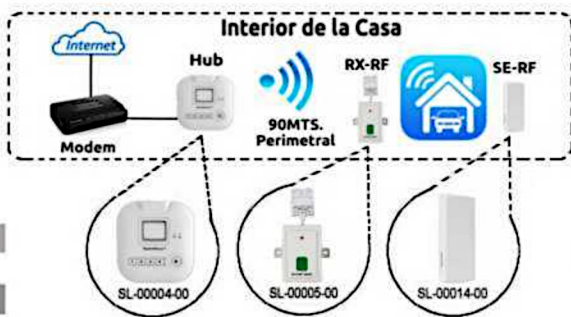 Interior de la Casa
Internet
Hub
RX-RF
SE-RF
90MTS.
Perimetral
Modem
SL-00004-00
SL-00005-00
SL-00014-00